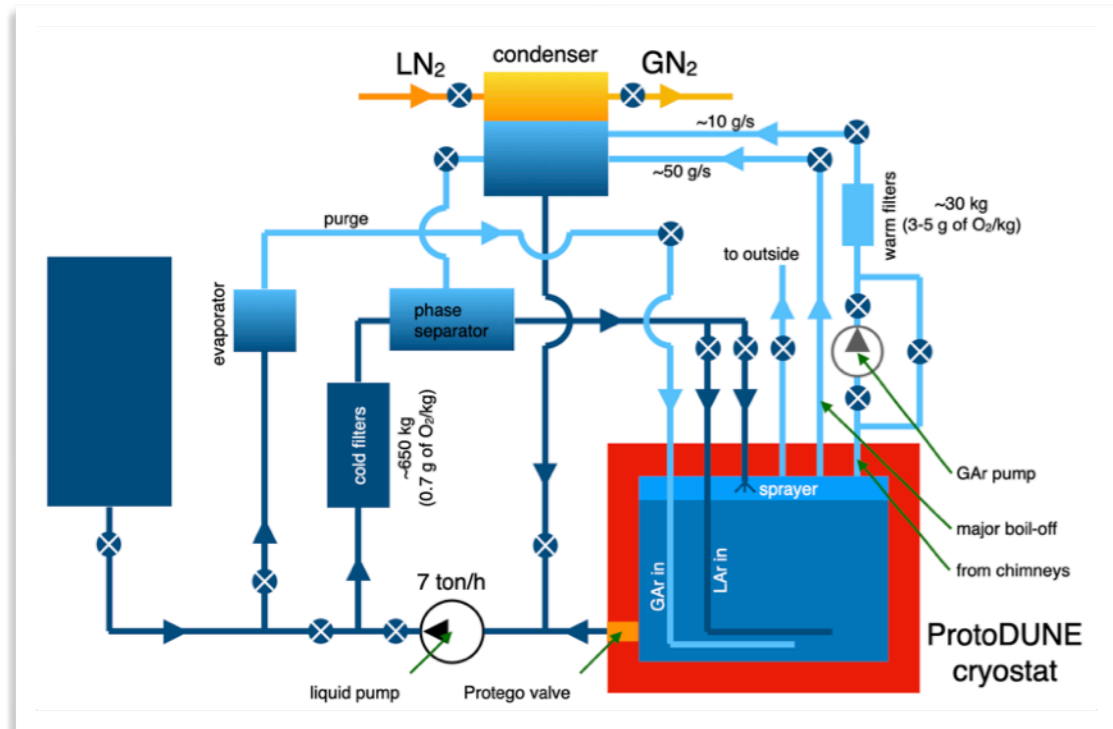 condenser
LN₂
GN₂
~10 g/s
~50 g/s
warm filters
~30 kg
(3-5 g of O₂/kg)
purge
to outside
evaporator
phase
separator
cold filters
~650 kg
(0.7 g of O₂/kg)
sprayer
GAr pump
major boil-off
from chimneys
GAr in
LAr in
7 ton/h
liquid pump
Protego valve
ProtoDUNE
cryostat